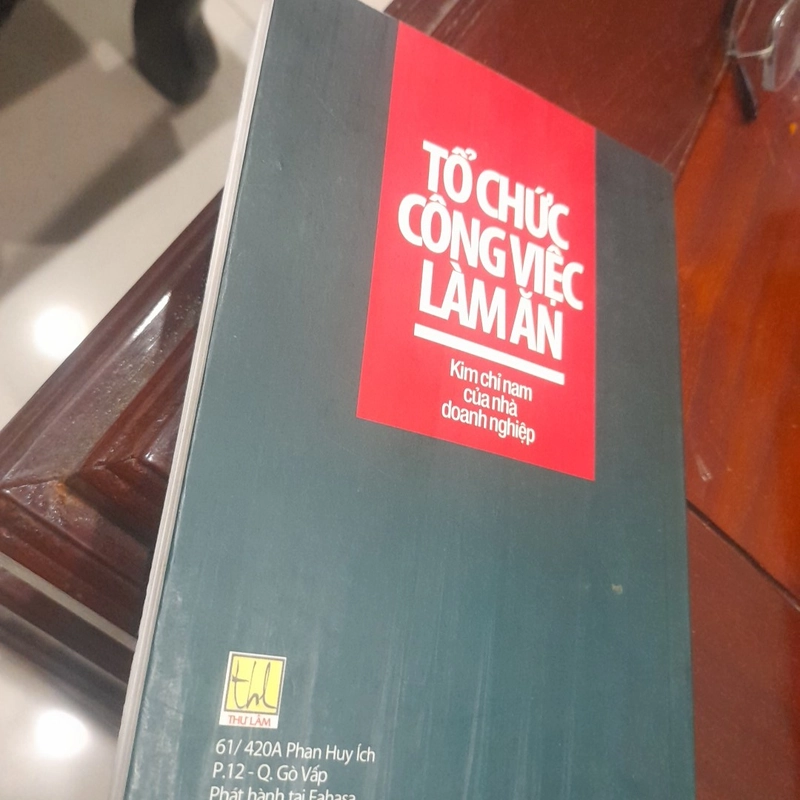 TỔ CHỨC
CÔNG VIỆC
LÀM ĂN
Kim chỉ nam
của nhà
doanh nghiệp
thl
THƯ LÂM
61/ 420A Phan Huy Ích
P.12 - Q. Gò Vấp
Phát hành tại Fahasa